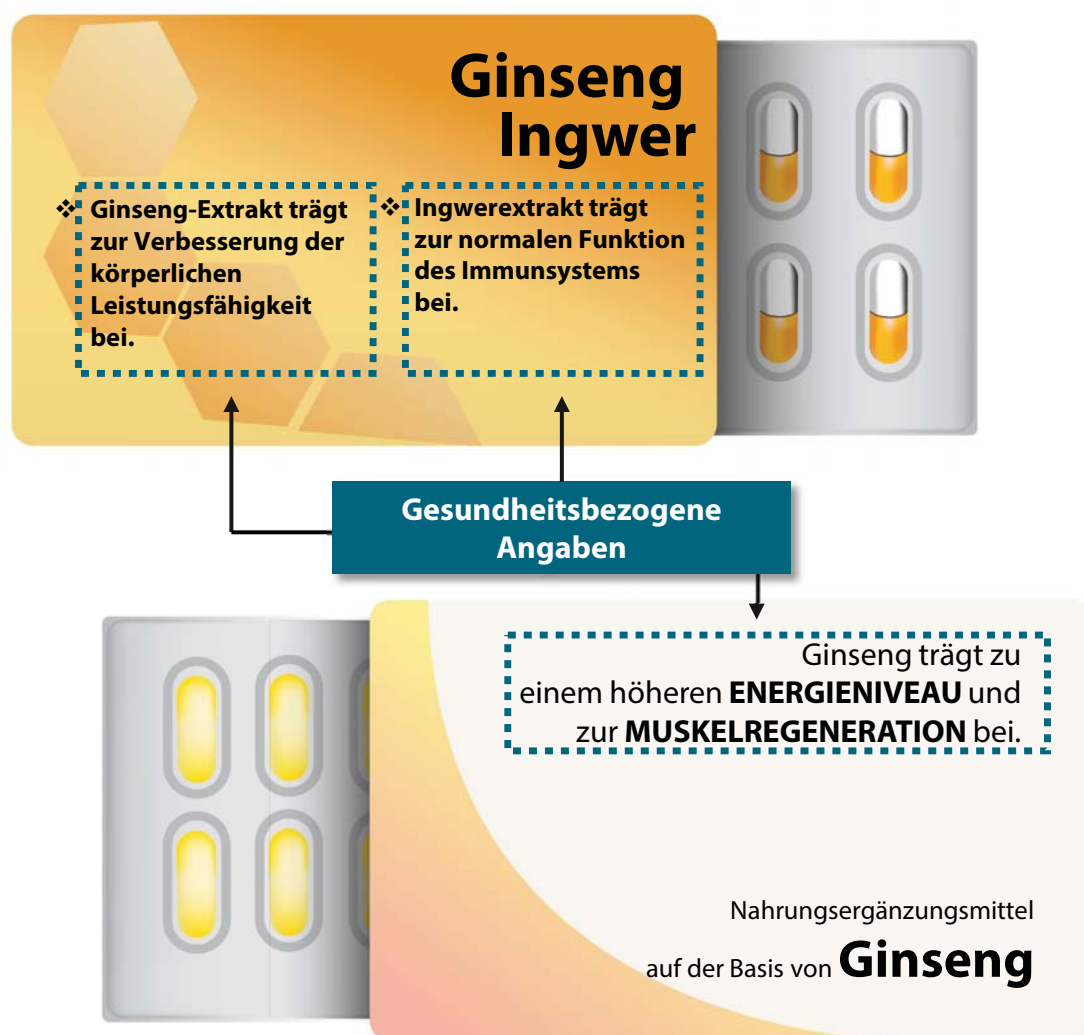 Ginseng
Ingwer
❖ Ginseng-Extrakt trägt
zur Verbesserung der
körperlichen
Leistungsfähigkeit
bei.
❖ Ingwerextrakt trägt
zur normalen Funktion
des Immunsystems
bei.
Gesundheitsbezogene
Angaben
Ginseng trägt zu
einem höheren ENERGIENIVEAU und
zur MUSKELREGENERATION bei.
Nahrungsergänzungsmittel
auf der Basis von Ginseng